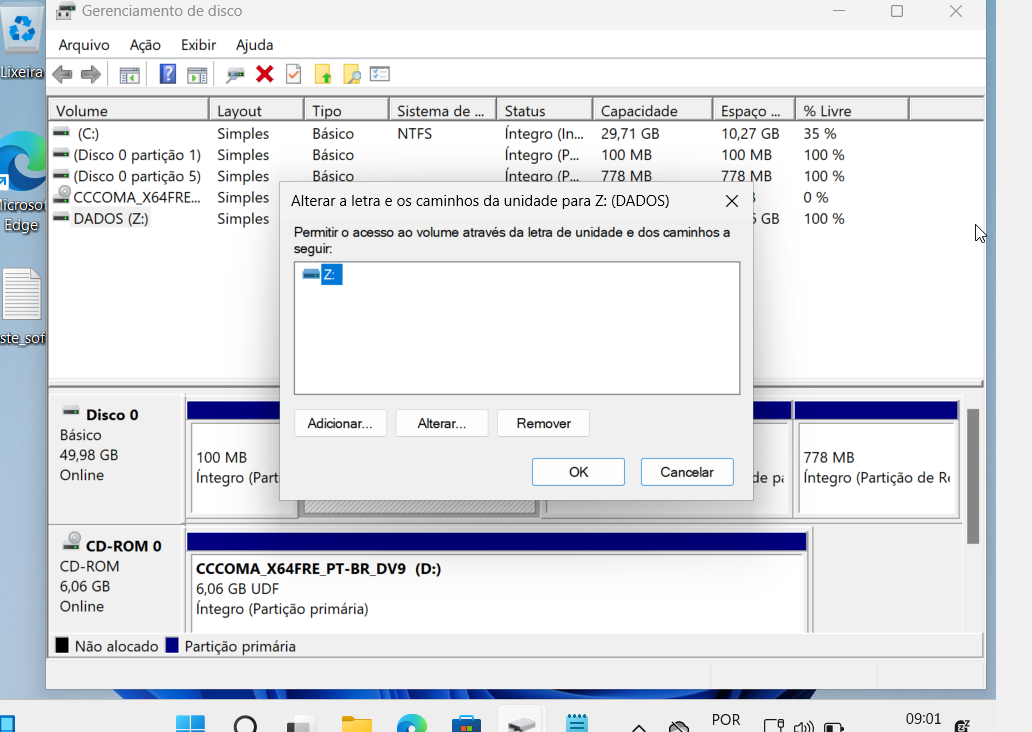 Gerenciamento de disco
Arquivo Ação Exibir Ajuda
Lixeira
Volume Layout Tipo Sistema de ... Status Capacidade Espaço ... % Livre
(C:) Simples Básico NTFS Íntegro (In... 29,71 GB 10,27 GB 35 %
(Disco 0 partição 1) Simples Básico Íntegro (P... 100 MB 100 MB 100 %
(Disco 0 partição 5) Simples Básico Íntegro (P... 778 MB 778 MB 100 %
CCCOMA_X64FRE... Simples 0 %
DADOS (Z:) Simples GB 100 %
Microsof
Edge
ste_sof
Alterar a letra e os caminhos da unidade para Z: (DADOS)
Permitir o acesso ao volume através da letra de unidade e dos caminhos a
seguir:
Z:
Adicionar... Alterar... Remover
OK Cancelar
Disco 0
Básico
49,98 GB
Online
100 MB
Íntegro (Part
de pa
778 MB
Íntegro (Partição de Re
CD-ROM 0
CD-ROM
6,06 GB
Online
CCCOMA_X64FRE_PT-BR_DV9 (D:)
6,06 GB UDF
Íntegro (Partição primária)
Não alocado Partição primária
POR 09:01